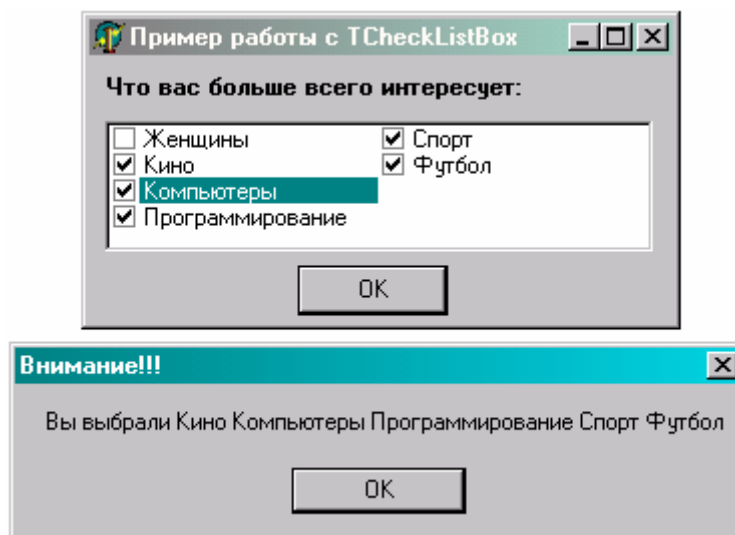 Пример работы с TCheckListBox
Что вас больше всего интересует:
Женщины
Кино
Компьютеры
Программирование
Спорт
Футбол
OK
Внимание!!!
Вы выбрали Кино Компьютеры Программирование Спорт Футбол
OK